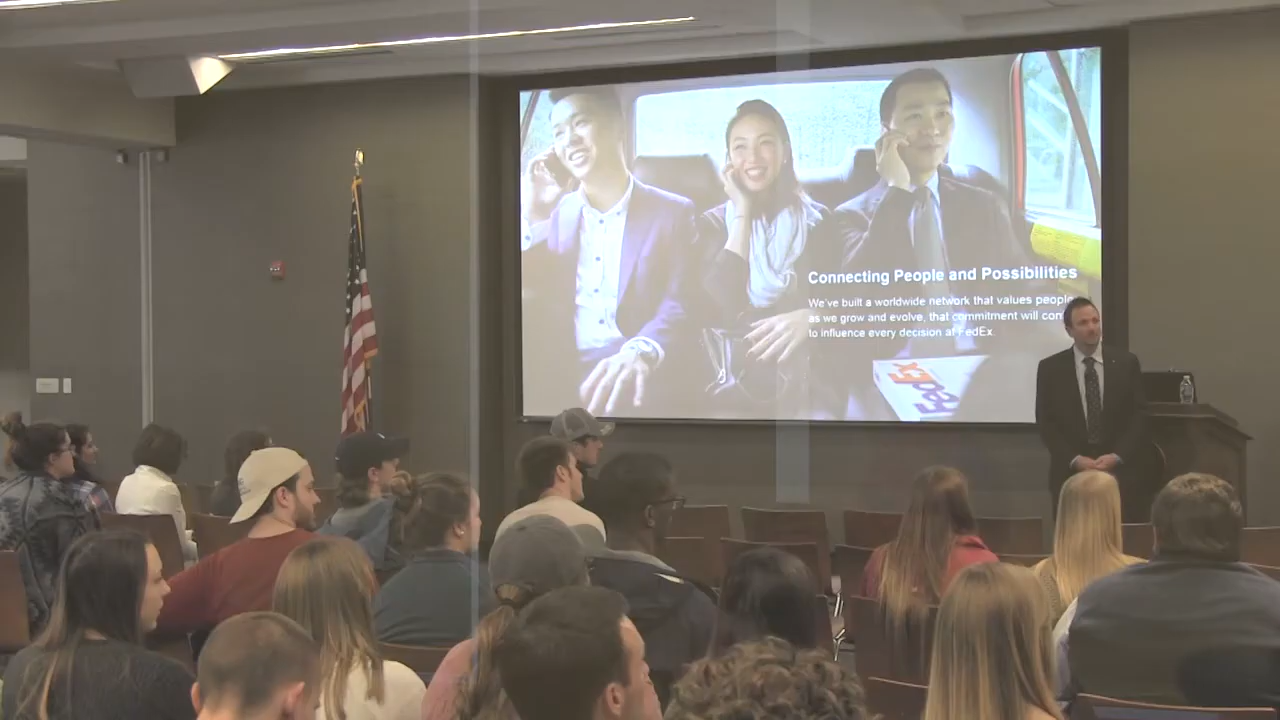 Connecting People and Possibilities
We've built a worldwide network that values people
as we grow and evolve, that commitment will con
to influence every decision at FedEx.
FedEx